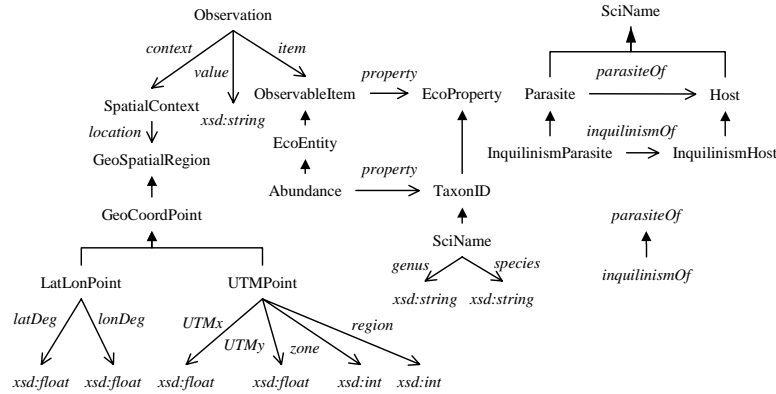 Observation
SciName
context
value
item
property
parasiteOf
SpatialContext
ObservableItem
EcoProperty
Parasite
Host
xsd:string
location
EcoEntity
inquilinismOf
GeoSpatialRegion
InquilinismParasite
InquilinismHost
property
Abundance
TaxonID
GeoCoordPoint
parasiteOf
SciName
genus
species
inquilinismOf
LatLonPoint
UTMPoint
xsd:string
xsd:string
latDeg
lonDeg
UTMx
UTMy
zone
region
xsd:float
xsd:float
xsd:float
xsd:float
xsd:int
xsd:int